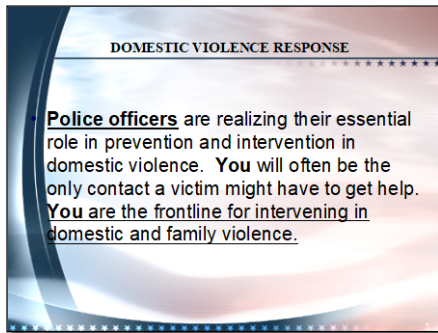 DOMESTIC VIOLENCE RESPONSE
• Police officers are realizing their essential
role in prevention and intervention in
domestic violence.  You will often be the
only contact a victim might have to get help.
You are the frontline for intervening in
domestic and family violence.